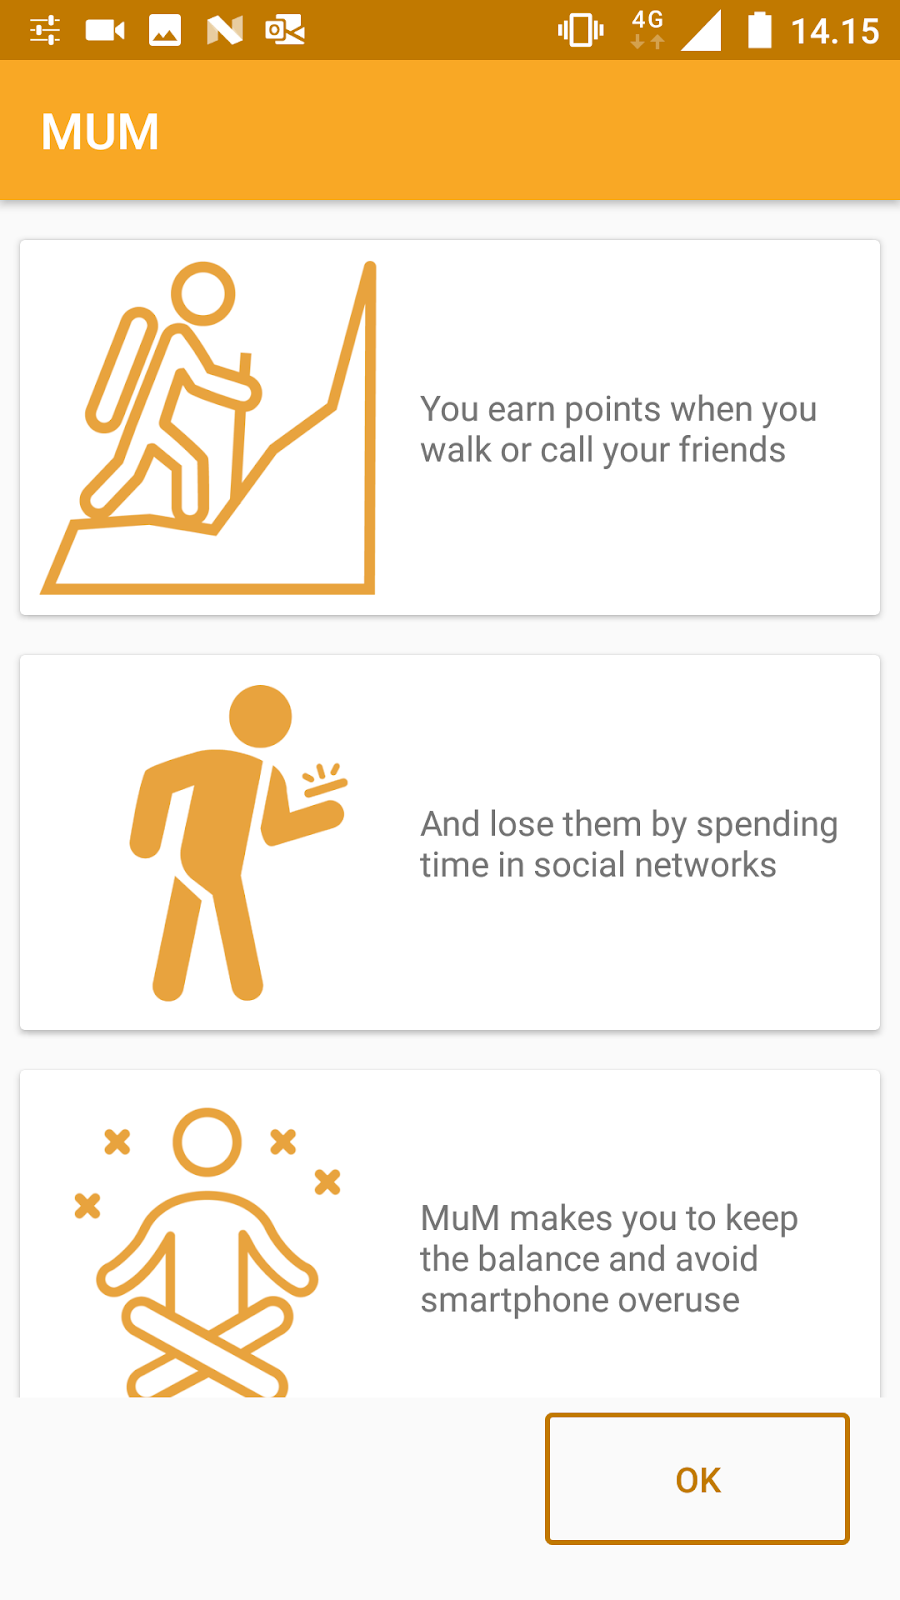 4G
14.15
MUM
You earn points when you
walk or call your friends
And lose them by spending
time in social networks
MuM makes you to keep
the balance and avoid
smartphone overuse
OK